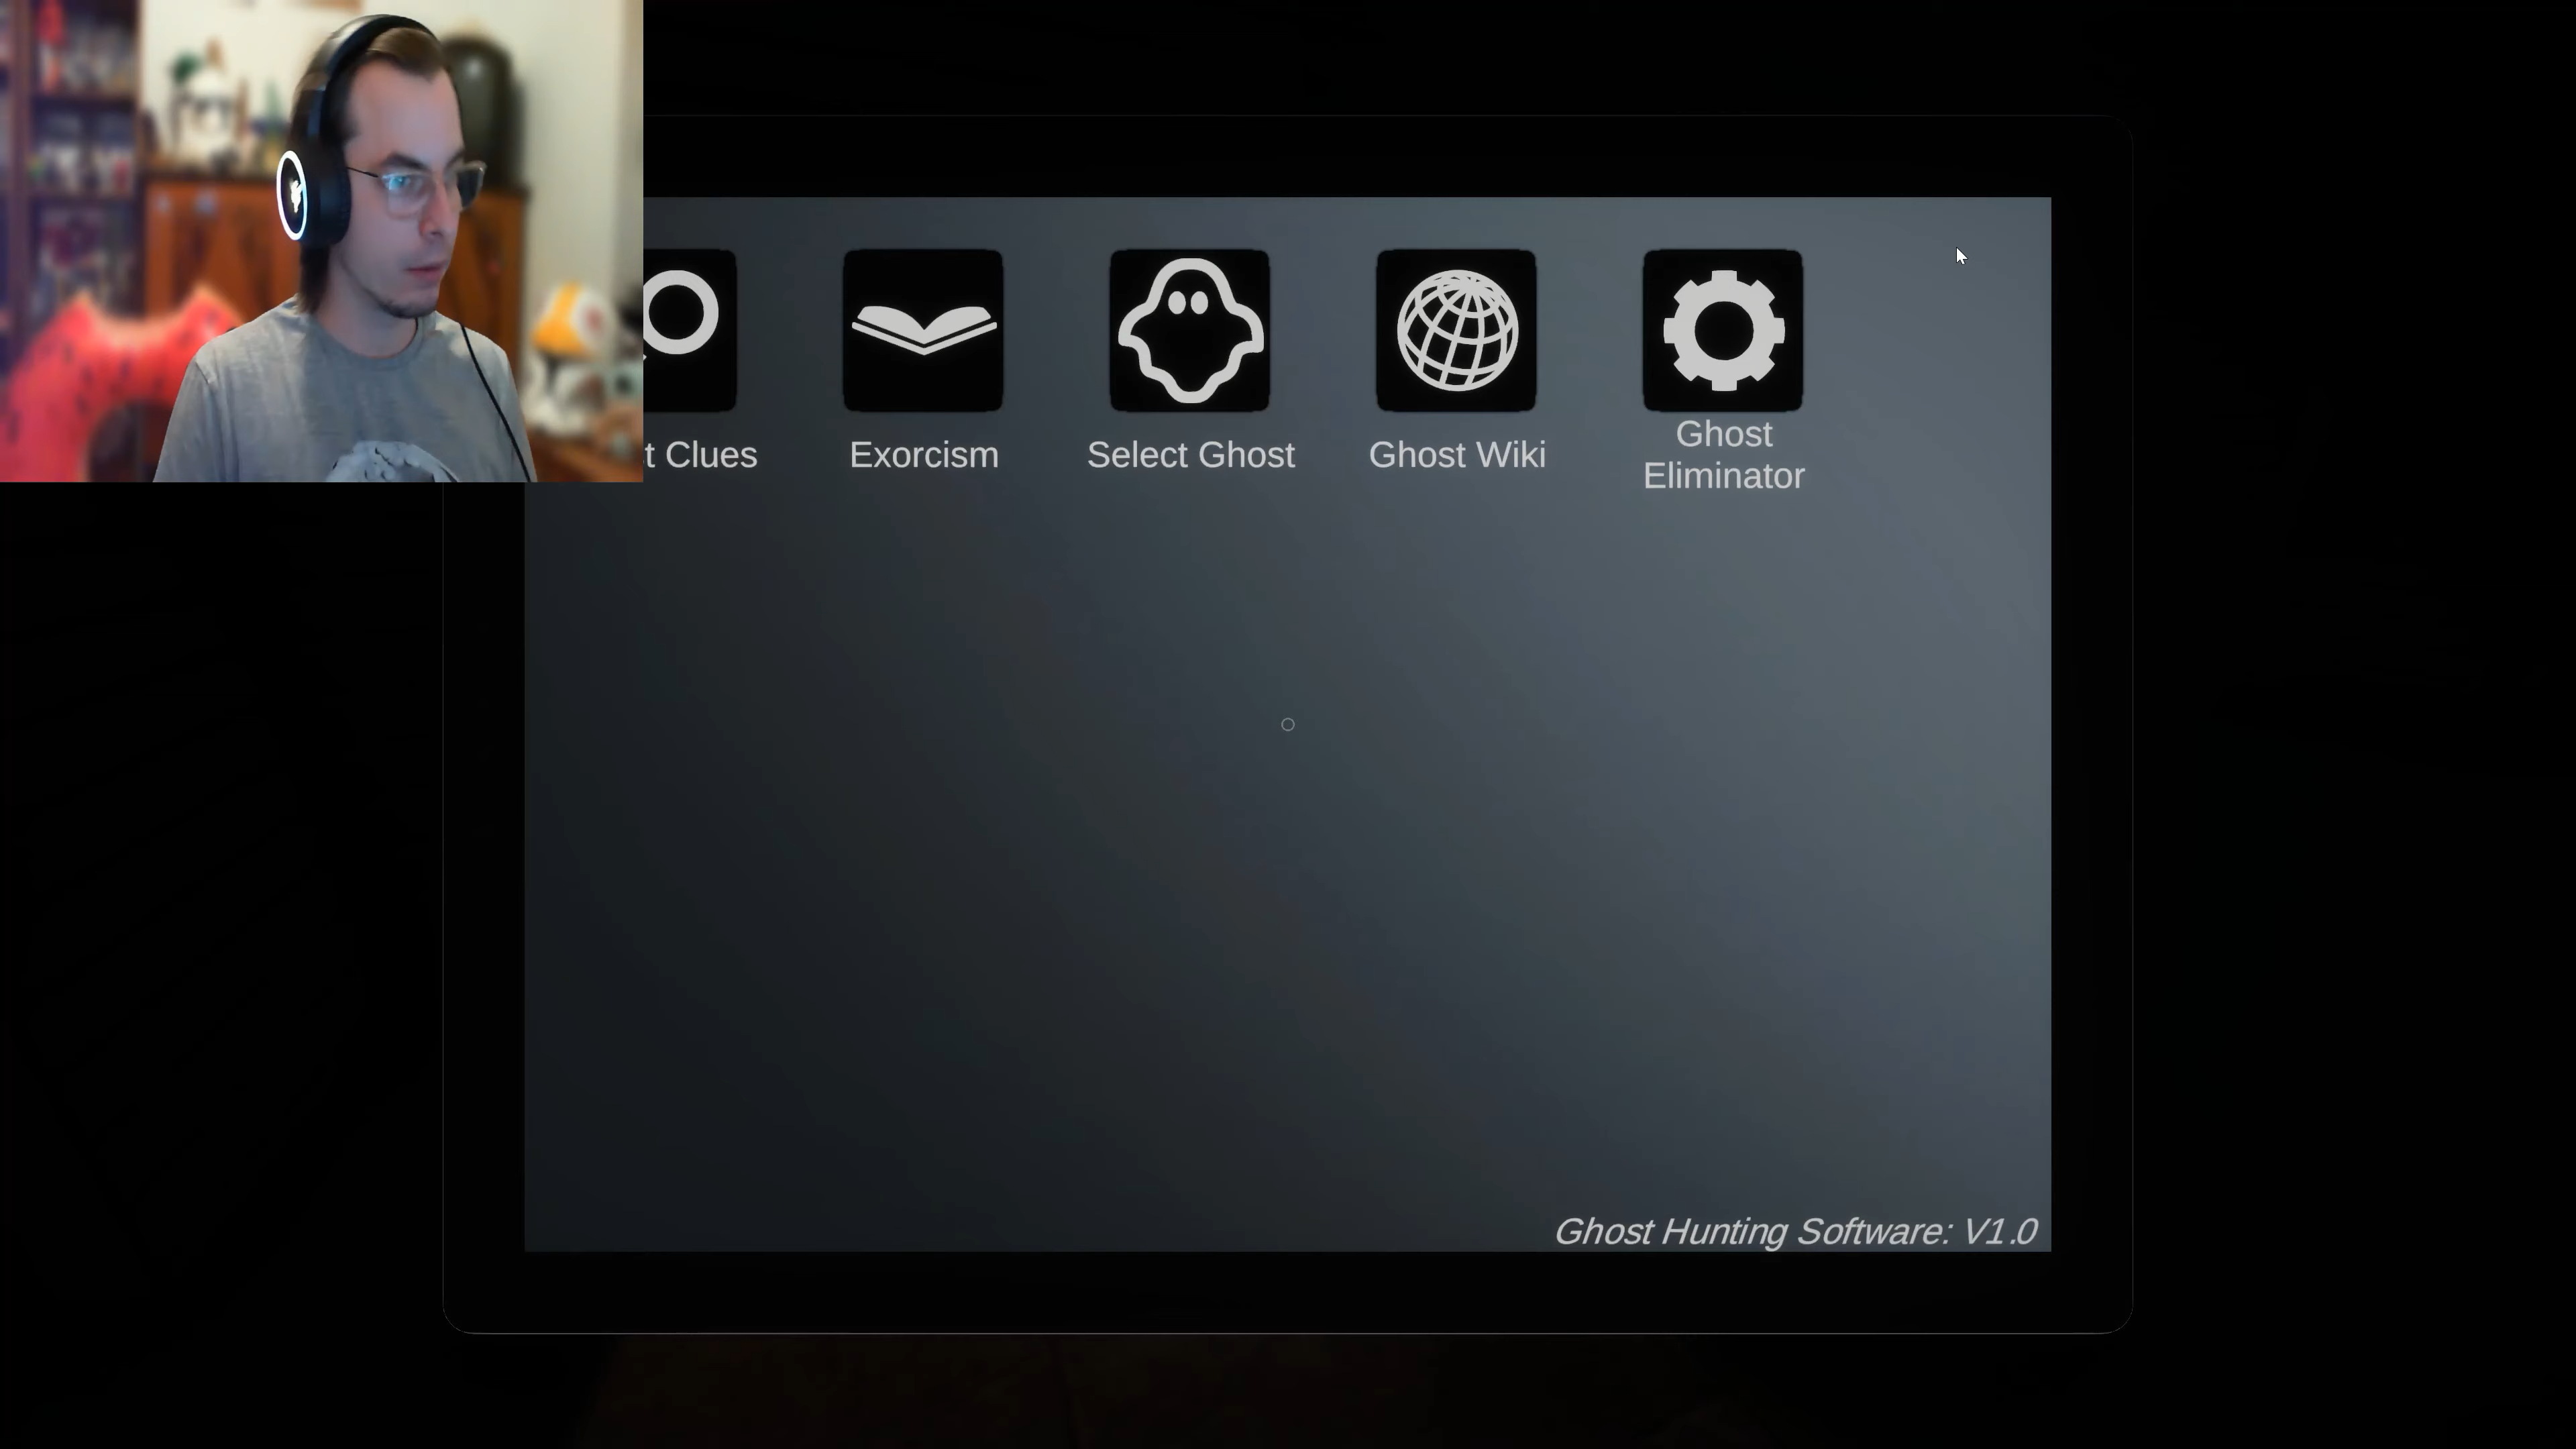 t Clues
Exorcism
Select Ghost
Ghost Wiki
Ghost
Eliminator
Ghost Hunting Software: V1.0